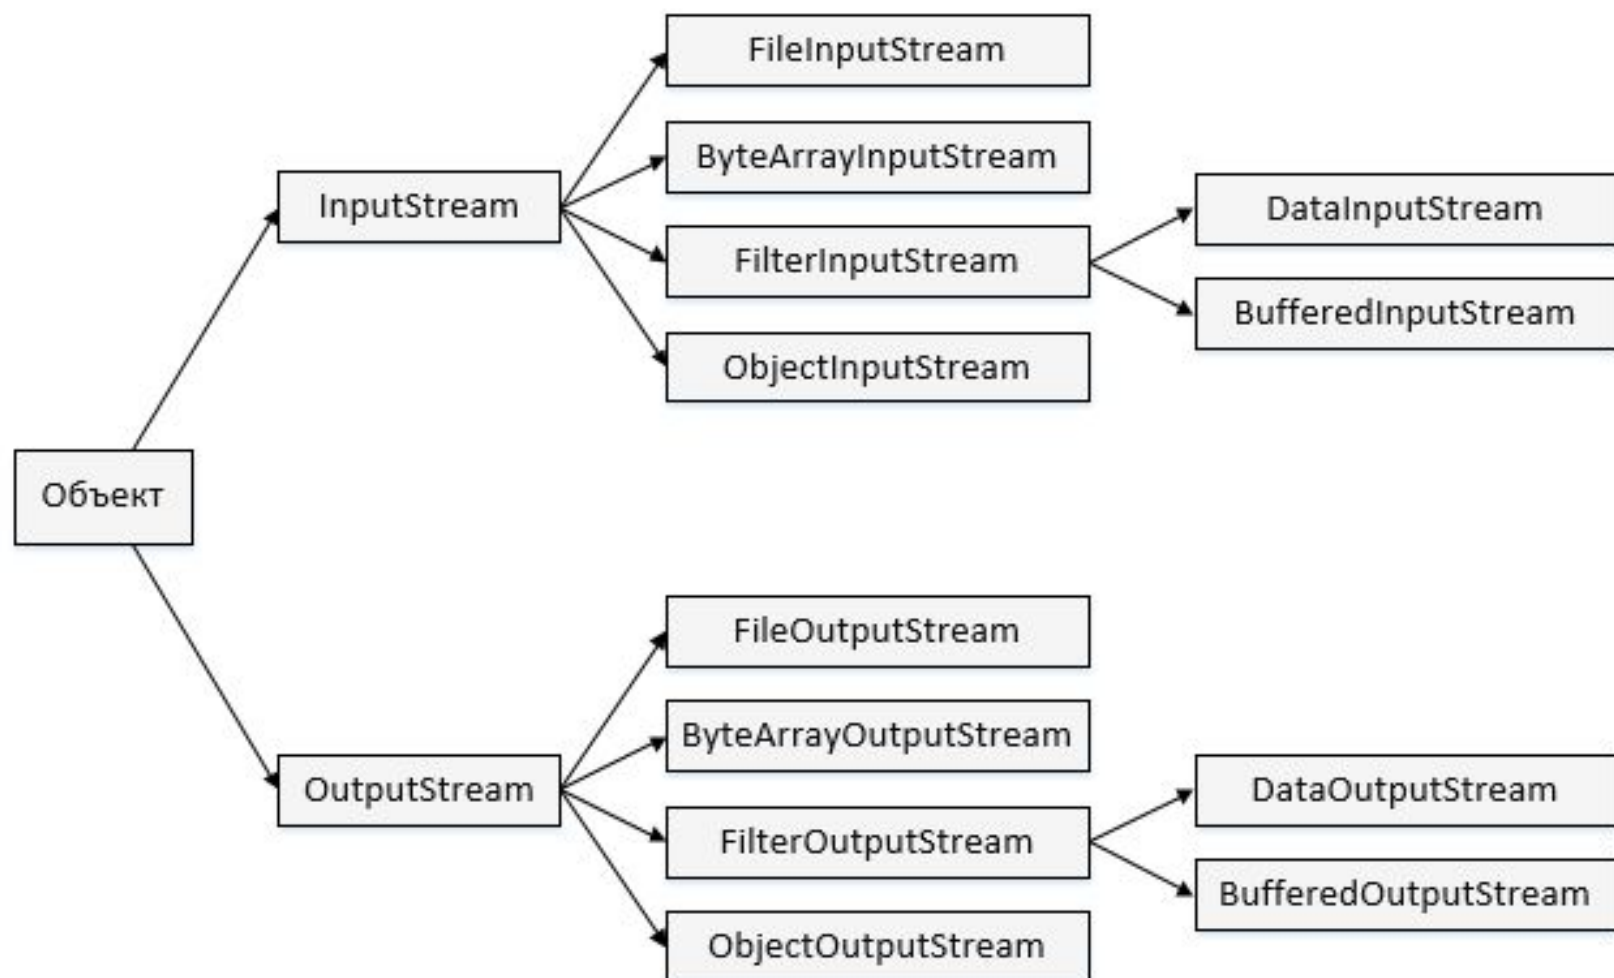 FileInputStream
ByteArrayInputStream
InputStream
DataInputStream
FilterInputStream
BufferedInputStream
ObjectInputStream
Объект
FileOutputStream
ByteArrayOutputStream
OutputStream
DataOutputStream
FilterOutputStream
BufferedOutputStream
ObjectOutputStream